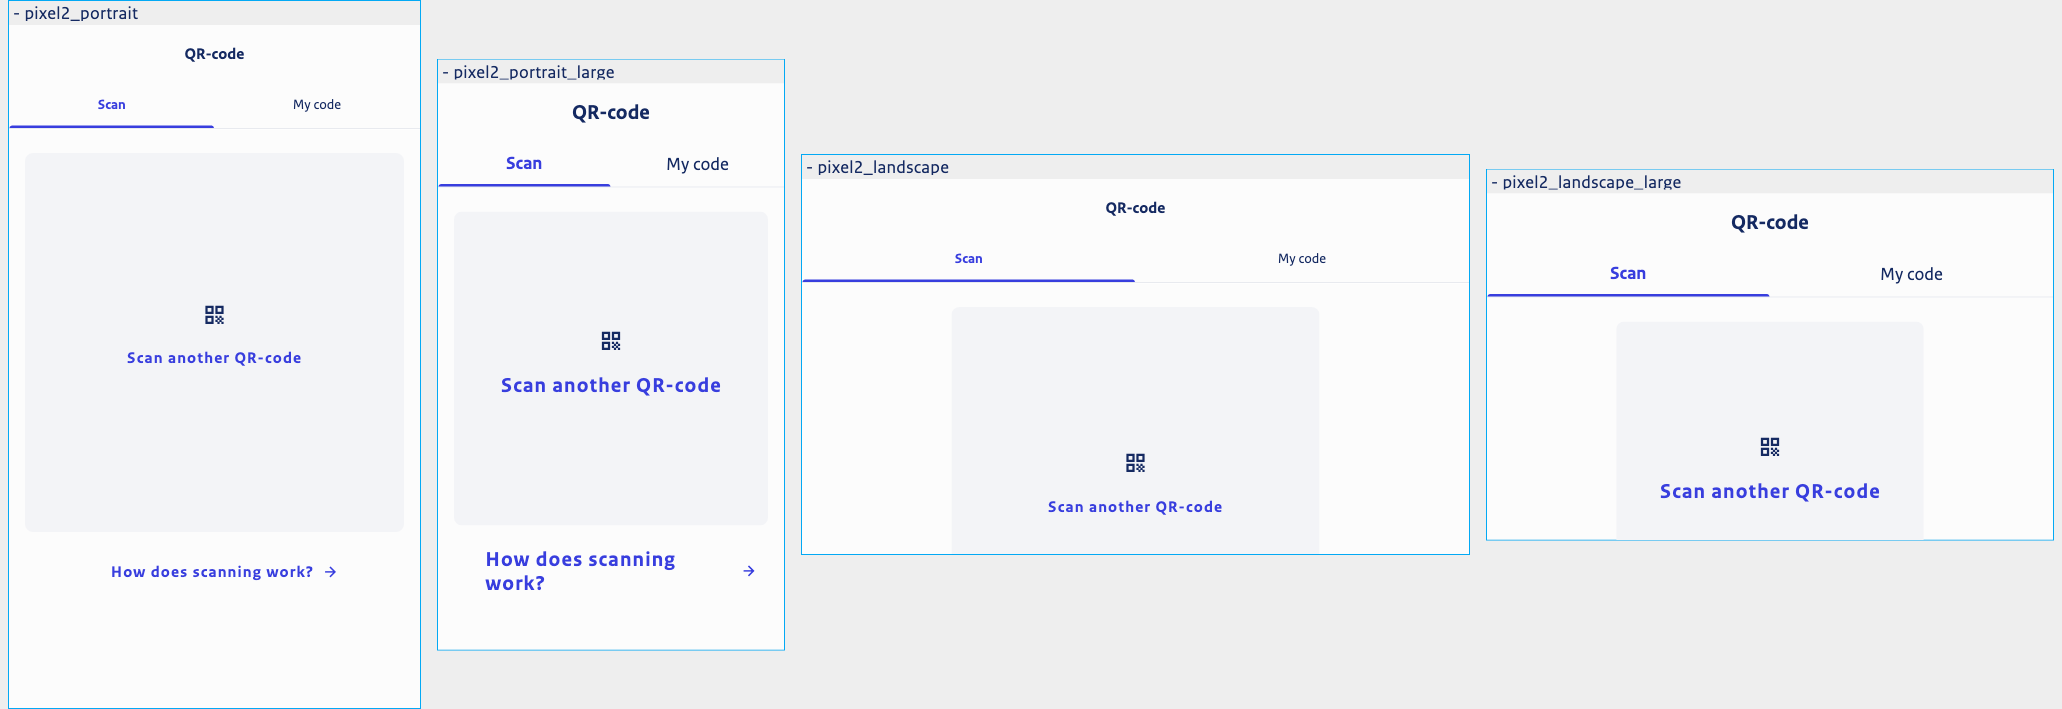 - pixel2_portrait
QR-code
Scan
My code
Scan another QR-code
How does scanning work? →
- pixel2_portrait_large
QR-code
Scan
My code
Scan another QR-code
How does scanning
work? →
- pixel2_landscape
QR-code
Scan
My code
Scan another QR-code
- pixel2_landscape_large
QR-code
Scan
My code
Scan another QR-code